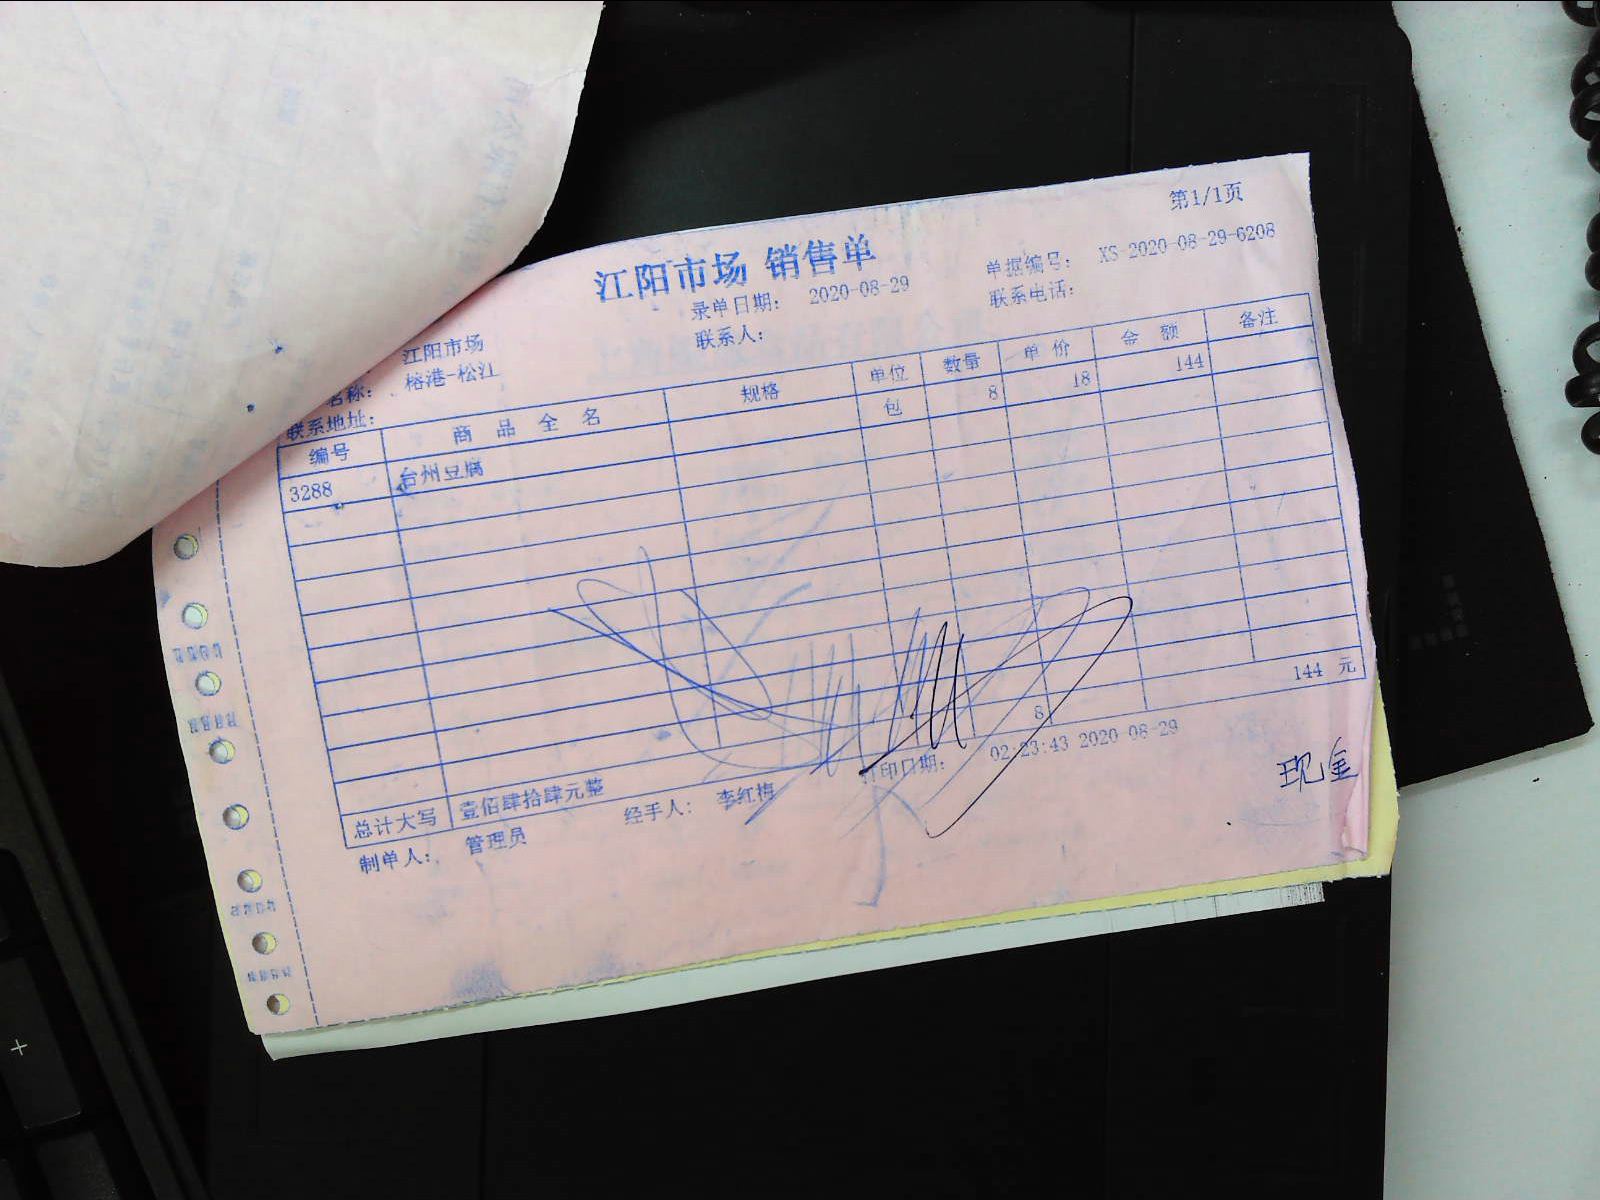 第1/1页
江阳市场 销售单
录单日期: 2020-08-29 单据编号: XS-2020-08-29-6208
江阳市场 联系人: 联系电话:
名称: 榕港-松江
联系地址:
编号 商品全名 规格 单位 数量 单价 金额 备注
3288 台州豆腐 包 8 18 144
8 144 元
总计大写 壹佰肆拾肆元整
制单人: 管理员 经手人: 李红梅 打印日期: 02:23:43 2020-08-29
现金